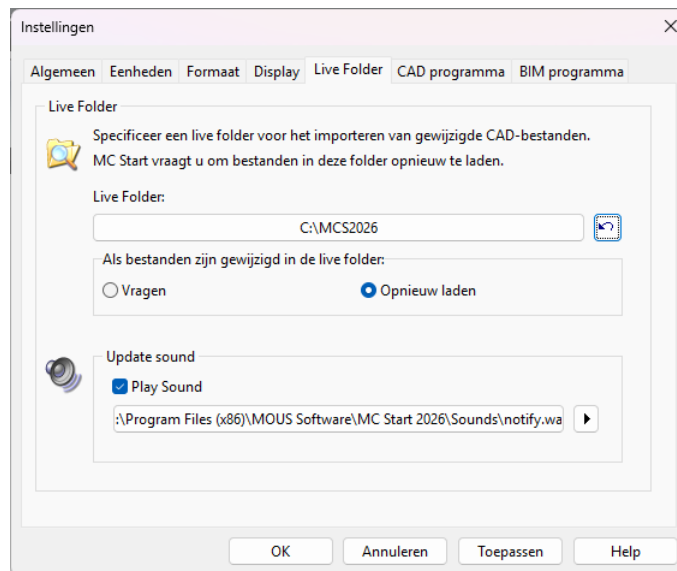 Instellingen
Algemeen Eenheden Formaat Display Live Folder CAD programma BIM programma
Live Folder
Specificeer een live folder voor het importeren van gewijzigde CAD-bestanden.
MC Start vraagt u om bestanden in deze folder opnieuw te laden.
Live Folder:
C:\MCS2026
Als bestanden zijn gewijzigd in de live folder:
Vragen Opnieuw laden
Update sound
Play Sound
:\Program Files (x86)\MOUS Software\MC Start 2026\Sounds\notify.wa
OK Annuleren Toepassen Help